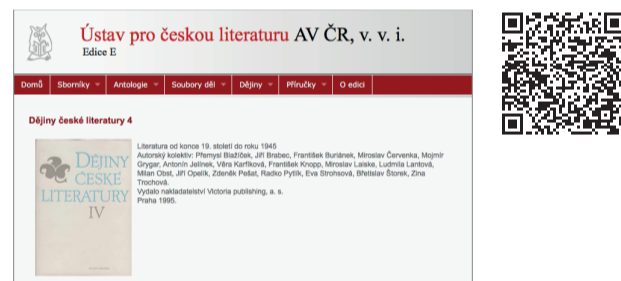 Ústav pro českou literaturu AV ČR, v. v. i.
Edice E
Domů Sborníky Antologie Soubory děl Dějiny Příručky O edici
Dějiny české literatury 4
Literatura od konce 19. století do roku 1945
Autorský kolektiv: Přemysl Blažíček, Jiří Brabec, František Buriánek, Miroslav Červenka, Mojmír
Grygar, Antonín Jelínek, Věra Karfíková, František Knopp, Miroslav Laiske, Ludmila Lantová,
Milan Obst, Jiří Opelík, Zdeněk Pešat, Radko Pytlík, Eva Strohsová, Břetislav Štorek, Zina
Trochová.
Vydalo nakladatelství Victoria publishing, a. s.
Praha 1995.
DĚJINY
ČESKÉ
LITERATURY
IV